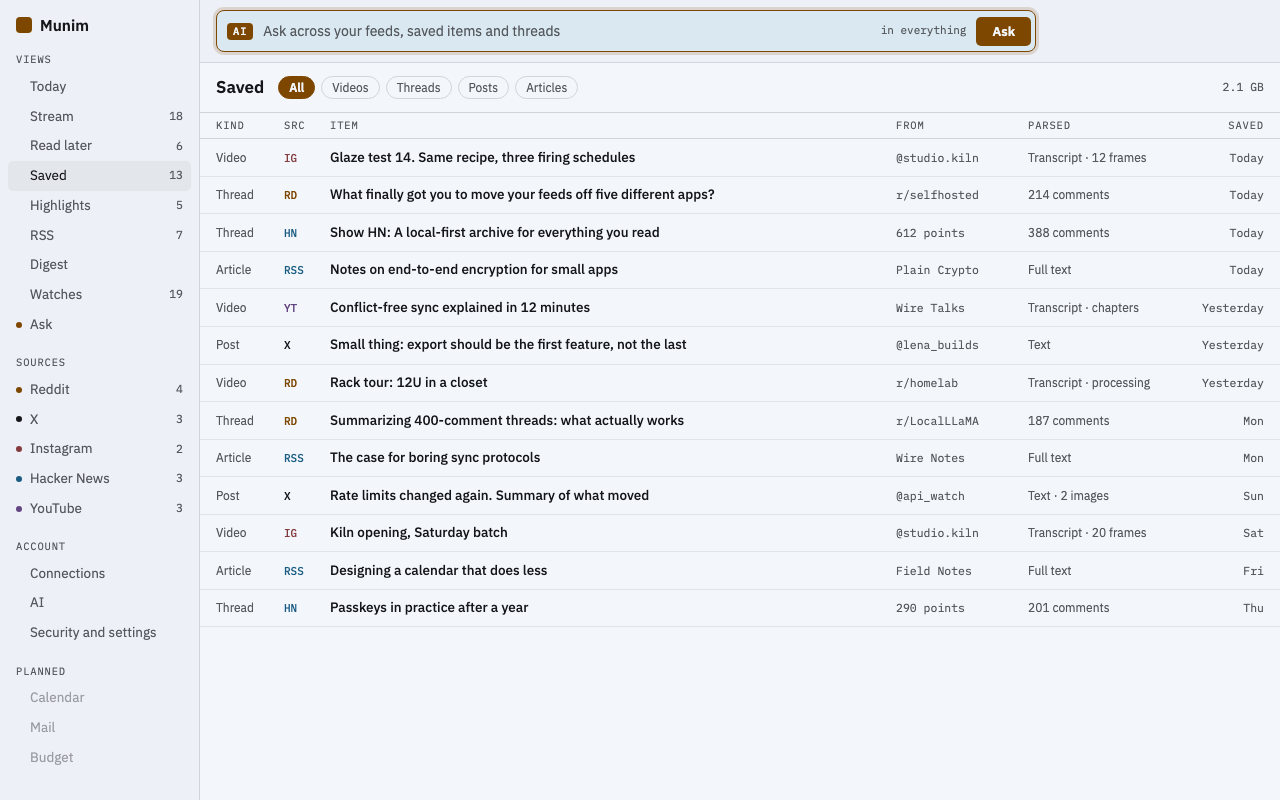 Munim
VIEWS
Today
Stream 18
Read later 6
Saved 13
Highlights 5
RSS 7
Digest
Watches 19
Ask
SOURCES
Reddit 4
X 3
Instagram 2
Hacker News 3
YouTube 3
ACCOUNT
Connections
AI
Security and settings
PLANNED
Calendar
Mail
Budget
AI Ask across your feeds, saved items and threads in everything Ask
Saved All Videos Threads Posts Articles 2.1 GB
KIND SRC ITEM FROM PARSED SAVED
Video IG Glaze test 14. Same recipe, three firing schedules @studio.kiln Transcript · 12 frames Today
Thread RD What finally got you to move your feeds off five different apps? r/selfhosted 214 comments Today
Thread HN Show HN: A local-first archive for everything you read 612 points 388 comments Today
Article RSS Notes on end-to-end encryption for small apps Plain Crypto Full text Today
Video YT Conflict-free sync explained in 12 minutes Wire Talks Transcript · chapters Yesterday
Post X Small thing: export should be the first feature, not the last @lena_builds Text Yesterday
Video RD Rack tour: 12U in a closet r/homelab Transcript · processing Yesterday
Thread RD Summarizing 400-comment threads: what actually works r/LocalLLaMA 187 comments Mon
Article RSS The case for boring sync protocols Wire Notes Full text Mon
Post X Rate limits changed again. Summary of what moved @api_watch Text · 2 images Sun
Video IG Kiln opening, Saturday batch @studio.kiln Transcript · 20 frames Sat
Article RSS Designing a calendar that does less Field Notes Full text Fri
Thread HN Passkeys in practice after a year 290 points 201 comments Thu